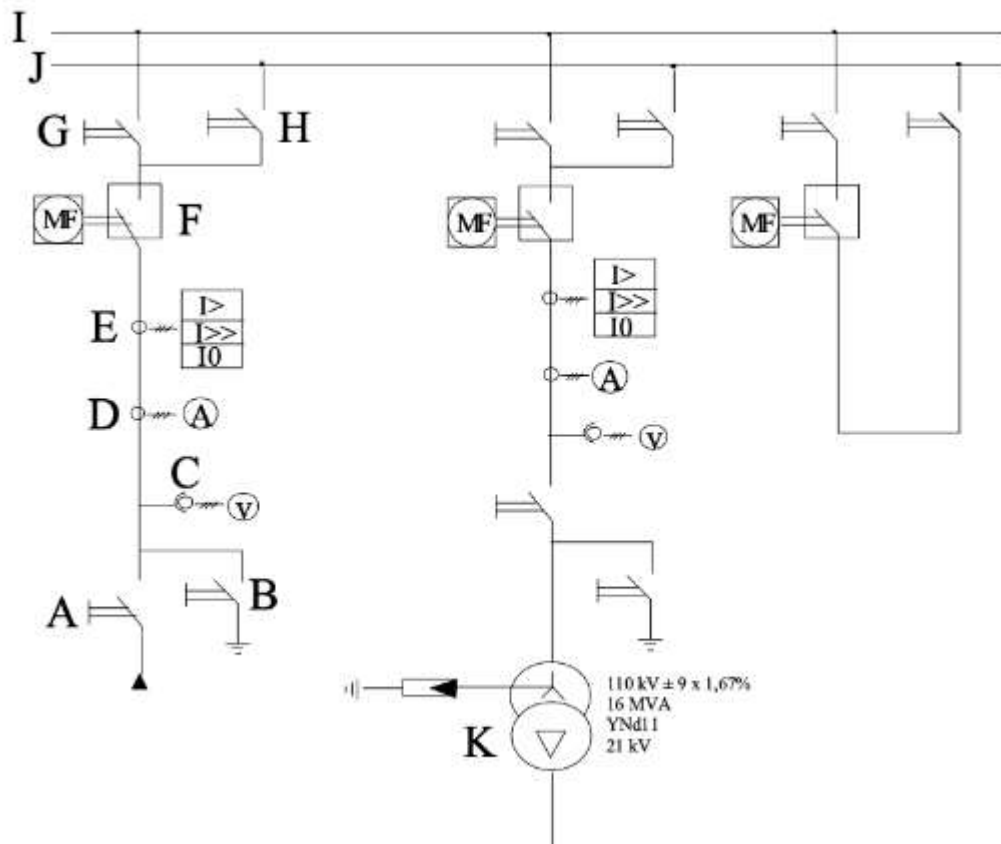 I
J
G
H
MF
F
MF
MF
E
I>
I>>
I0
I>
I>>
I0
D
A
A
C
v
v
A
B
K
110 kV ± 9 x 1,67%
16 MVA
YNd11
21 kV